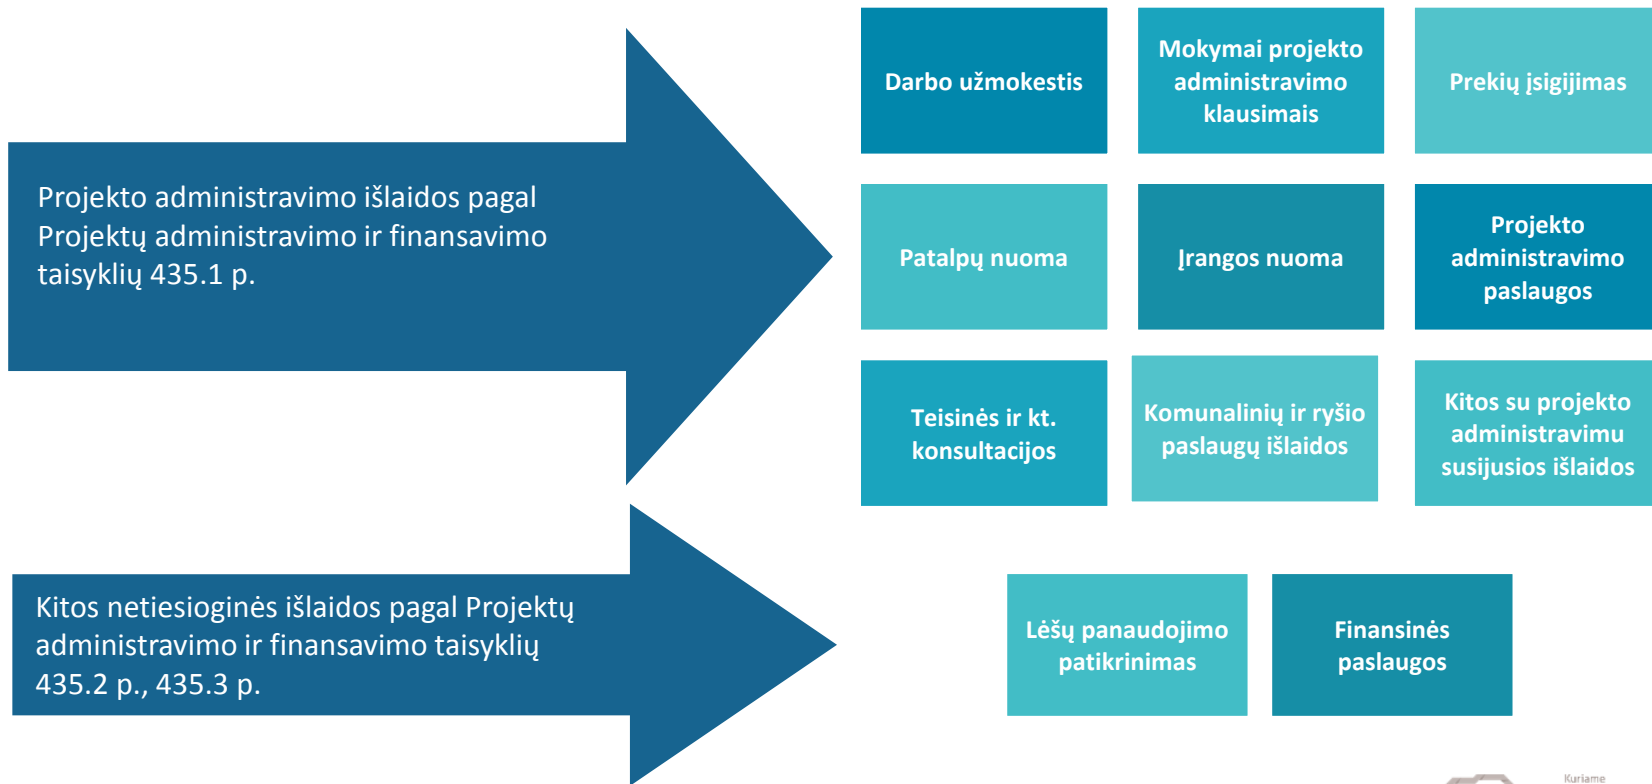 Projekto administravimo išlaidos pagal
Projektų administravimo ir finansavimo
taisyklių 435.1 p.
Darbo užmokestis
Mokymai projekto
administravimo
klausimais
Prekių įsigijimas
Patalpų nuoma
Įrangos nuoma
Projekto
administravimo
paslaugos
Teisinės ir kt.
konsultacijos
Komunalinių ir ryšio
paslaugų išlaidos
Kitos su projekto
administravimu
susijusios išlaidos
Kitos netiesioginės išlaidos pagal Projektų
administravimo ir finansavimo taisyklių
435.2 p., 435.3 p.
Lėšų panaudojimo
patikrinimas
Finansinės
paslaugos
Kuriame